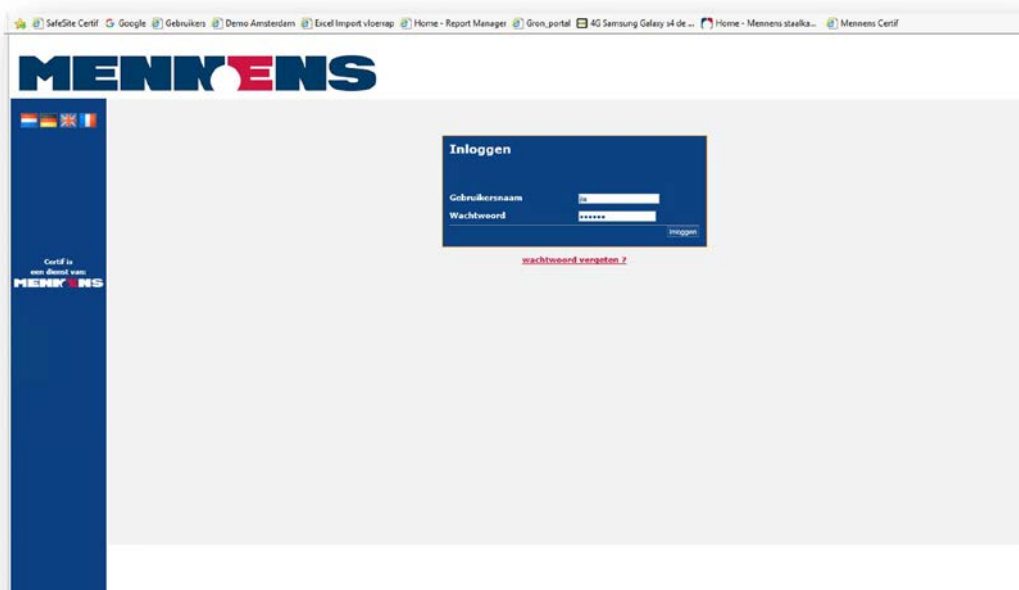 SafeSite Certif Google Gebruikers Demo Amsterdam Excel Import vloernap Home - Report Manager Gron_portal 4G Samsung Galaxy s4 de ... Home - Mennens staalka... Mennens Certif
MENNENS
Inloggen
Gebruikersnaam
Wachtwoord ••••••
Inloggen
wachtwoord vergeten ?
Certif is
een dienst van:
MENNENS